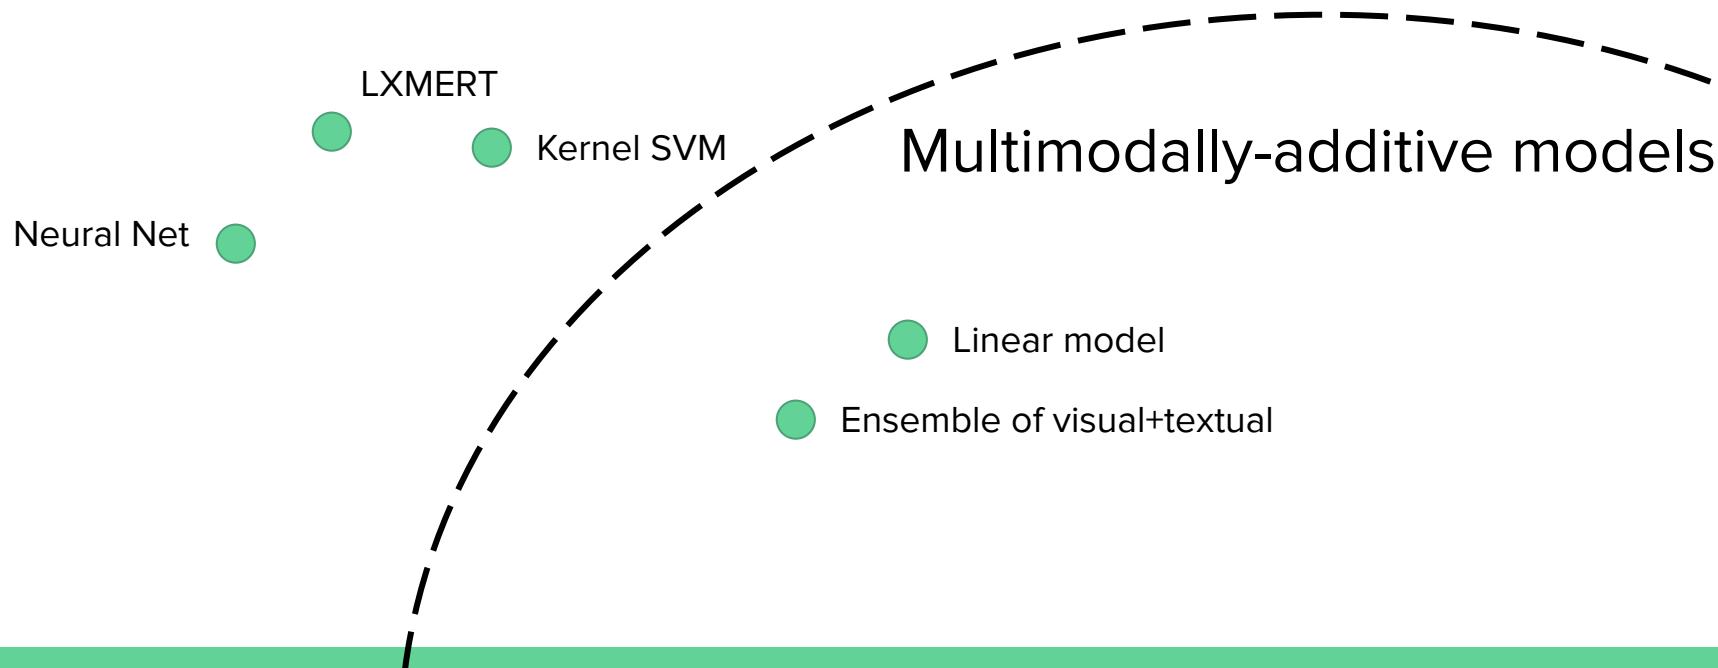 LXMERT
Kernel SVM
Multimodally-additive models
Neural Net
Linear model
Ensemble of visual+textual